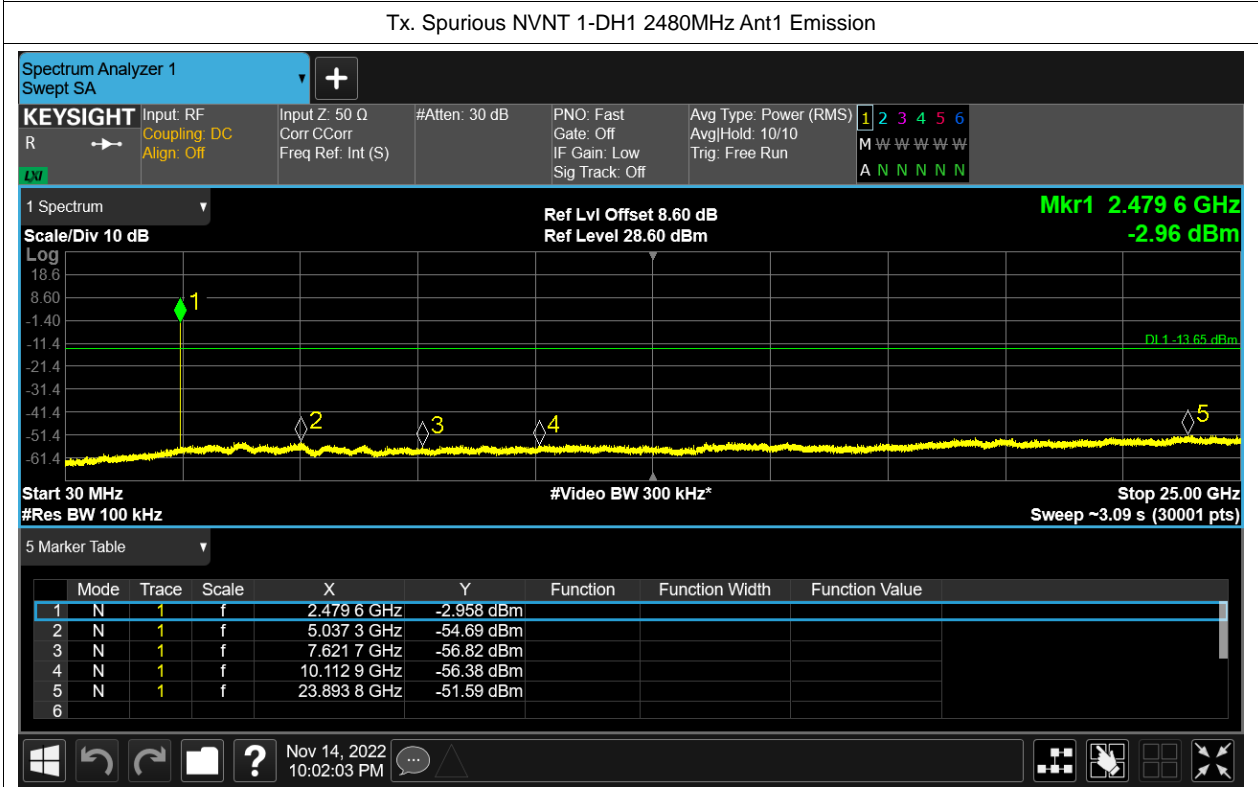 Tx. Spurious NVNT 1-DH1 2480MHz Ant1 Emission
Spectrum Analyzer 1
Swept SA
+
KEYSIGHT
R
LXI
Input: RF
Coupling: DC
Align: Off
Input Z: 50 Ω
Corr CCorr
Freq Ref: Int (S)
#Atten: 30 dB
PNO: Fast
Gate: Off
IF Gain: Low
Sig Track: Off
Avg Type: Power (RMS)
Avg|Hold: 10/10
Trig: Free Run
1 2 3 4 5 6
M W W W W W
A N N N N N
1 Spectrum
Scale/Div 10 dB
Ref Lvl Offset 8.60 dB
Ref Level 28.60 dBm
Mkr1 2.479 6 GHz
-2.96 dBm
Log
18.6
8.60
-1.40
-11.4
-21.4
-31.4
-41.4
-51.4
-61.4
1
DL1 -13.65 dBm
2
3
4
5
Start 30 MHz
#Video BW 300 kHz*
Stop 25.00 GHz
#Res BW 100 kHz
Sweep ~3.09 s (30001 pts)
5 Marker Table
Mode Trace Scale X Y Function Function Width Function Value
1 N 1 f 2.479 6 GHz -2.958 dBm
2 N 1 f 5.037 3 GHz -54.69 dBm
3 N 1 f 7.621 7 GHz -56.82 dBm
4 N 1 f 10.112 9 GHz -56.38 dBm
5 N 1 f 23.893 8 GHz -51.59 dBm
6
?
Nov 14, 2022
10:02:03 PM